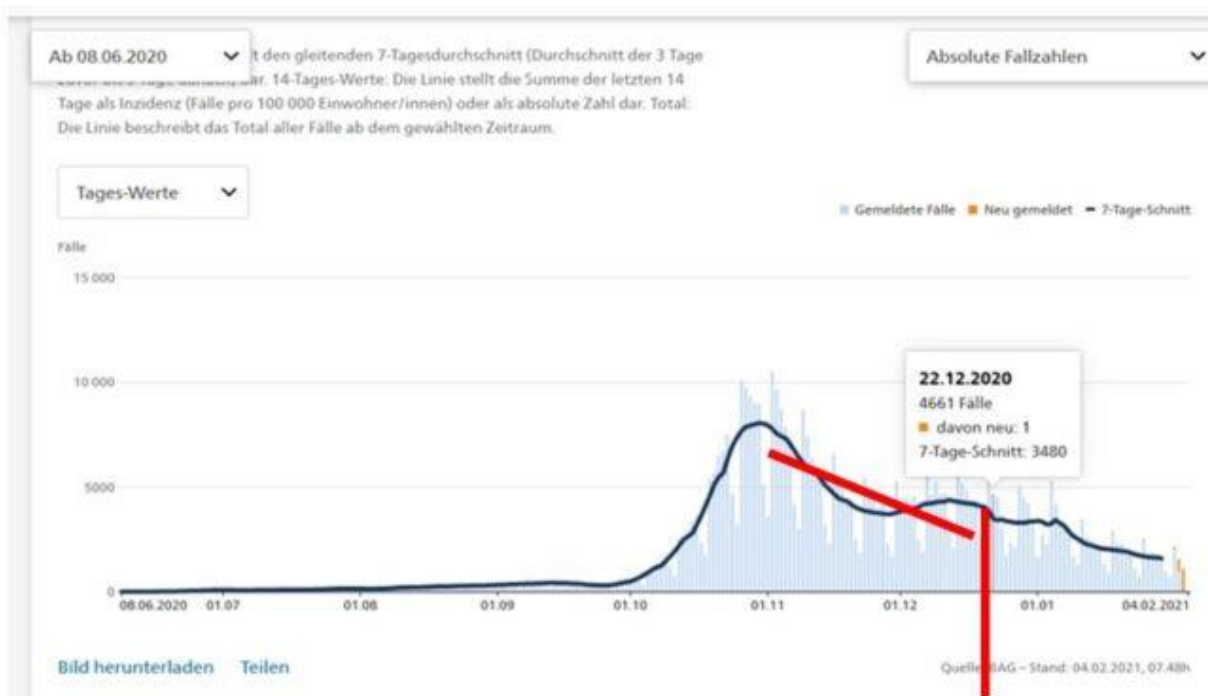 Ab 08.06.2020
t den gleitenden 7-Tagesdurchschnitt (Durchschnitt der 3 Tage
ar. 14-Tages-Werte: Die Linie stellt die Summe der letzten 14
Tage als Inzidenz (Fälle pro 100 000 Einwohner/innen) oder als absolute Zahl dar. Total:
Die Linie beschreibt das Total aller Fälle ab dem gewählten Zeitraum.
Absolute Fallzahlen
Tages-Werte
Gemeldete Fälle Neu gemeldet 7-Tage-Schnitt
Fälle
15 000
10 000
5000
0
22.12.2020
4661 Fälle
davon neu: 1
7-Tage-Schnitt: 3480
08.06.2020 01.07 01.08 01.09 01.10 01.11 01.12 01.01 04.02.2021
Bild herunterladen Teilen
Quelle: BAG – Stand: 04.02.2021, 07.48h